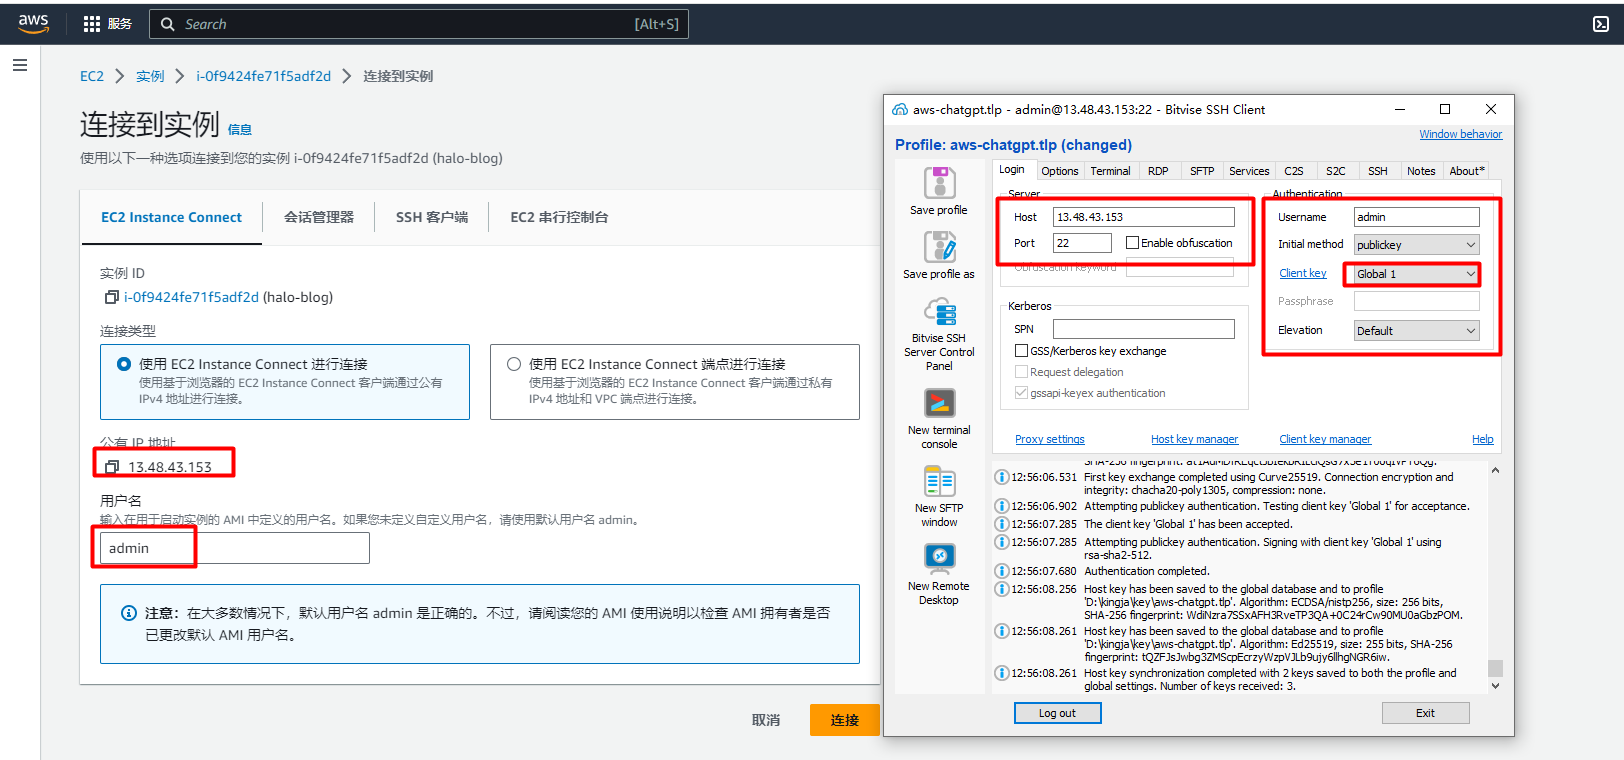 aws
服务
Search
[Alt+S]
EC2
实例
i-0f9424fe71f5adf2d
连接到实例
连接到实例 信息
使用以下一种选项连接到您的实例 i-0f9424fe71f5adf2d (halo-blog)
EC2 Instance Connect
会话管理器
SSH 客户端
EC2 串行控制台
实例 ID
i-0f9424fe71f5adf2d (halo-blog)
连接类型
使用 EC2 Instance Connect 进行连接
使用基于浏览器的 EC2 Instance Connect 客户端通过公有
IPv4 地址进行连接。
使用 EC2 Instance Connect 端点进行连接
使用基于浏览器的 EC2 Instance Connect 客户端通过私有
IPv4 地址和 VPC 端点进行连接。
公有 IP 地址
13.48.43.153
用户名
输入在用于启动实例的 AMI 中定义的用户名。如果您未定义自定义用户名，请使用默认用户名 admin。
admin
注意：在大多数情况下，默认用户名 admin 是正确的。不过，请阅读您的 AMI 使用说明以检查 AMI 拥有者是否
已更改默认 AMI 用户名。
取消
连接
aws-chatgpt.tlp - admin@13.48.43.153:22 - Bitvise SSH Client
Window behavior
Profile: aws-chatgpt.tlp (changed)
Save profile
Save profile as
Bitvise SSH
Server Control
Panel
New terminal
console
New SFTP
window
New Remote
Desktop
Login
Options
Terminal
RDP
SFTP
Services
C2S
S2C
SSH
Notes
About*
Server
Host 13.48.43.153
Port 22 Enable obfuscation
Obfuscation keyword
Kerberos
SPN
GSS/Kerberos key exchange
Request delegation
gssapi-keyex authentication
Authentication
Username admin
Initial method publickey
Client key Global 1
Passphrase
Elevation Default
Proxy settings
Host key manager
Client key manager
Help
SHA-256 fingerprint:
12:56:06.531 First key exchange completed using Curve25519. Connection encryption and
integrity: chacha20-poly1305, compression: none.
12:56:06.902 Attempting publickey authentication. Testing client key 'Global 1' for acceptance.
12:56:07.285 The client key 'Global 1' has been accepted.
12:56:07.285 Attempting publickey authentication. Signing with client key 'Global 1' using
rsa-sha2-512.
12:56:07.680 Authentication completed.
12:56:08.256 Host key has been saved to the global database and to profile
'D:\kingja\key\aws-chatgpt.tlp'. Algorithm: ECDSA/nistp256, size: 256 bits,
SHA-256 fingerprint: WdiNzra7SSxAFH3RveTP3QA+0C24rCw90MU0aGbzPOM.
12:56:08.261 Host key has been saved to the global database and to profile
'D:\kingja\key\aws-chatgpt.tlp'. Algorithm: Ed25519, size: 255 bits, SHA-256
fingerprint: tQZFJsJwbg3ZMScpEcrzyWzpVJLb9ujy6llhgNGR6iw.
12:56:08.261 Host key synchronization completed with 2 keys saved to both the profile and
global settings. Number of keys received: 3.
Log out
Exit